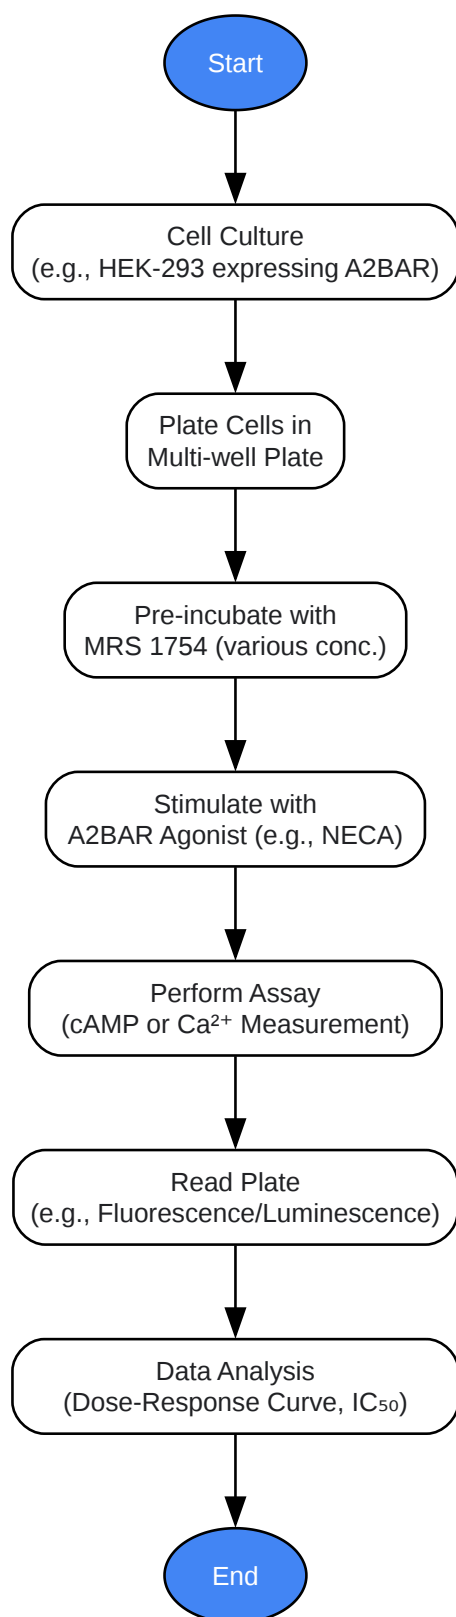 Start
Cell Culture
(e.g., HEK-293 expressing A2BAR)
Plate Cells in
Multi-well Plate
Pre-incubate with
MRS 1754 (various conc.)
Stimulate with
A2BAR Agonist (e.g., NECA)
Perform Assay
(cAMP or Ca²⁺ Measurement)
Read Plate
(e.g., Fluorescence/Luminescence)
Data Analysis
(Dose-Response Curve, IC₅₀)
End